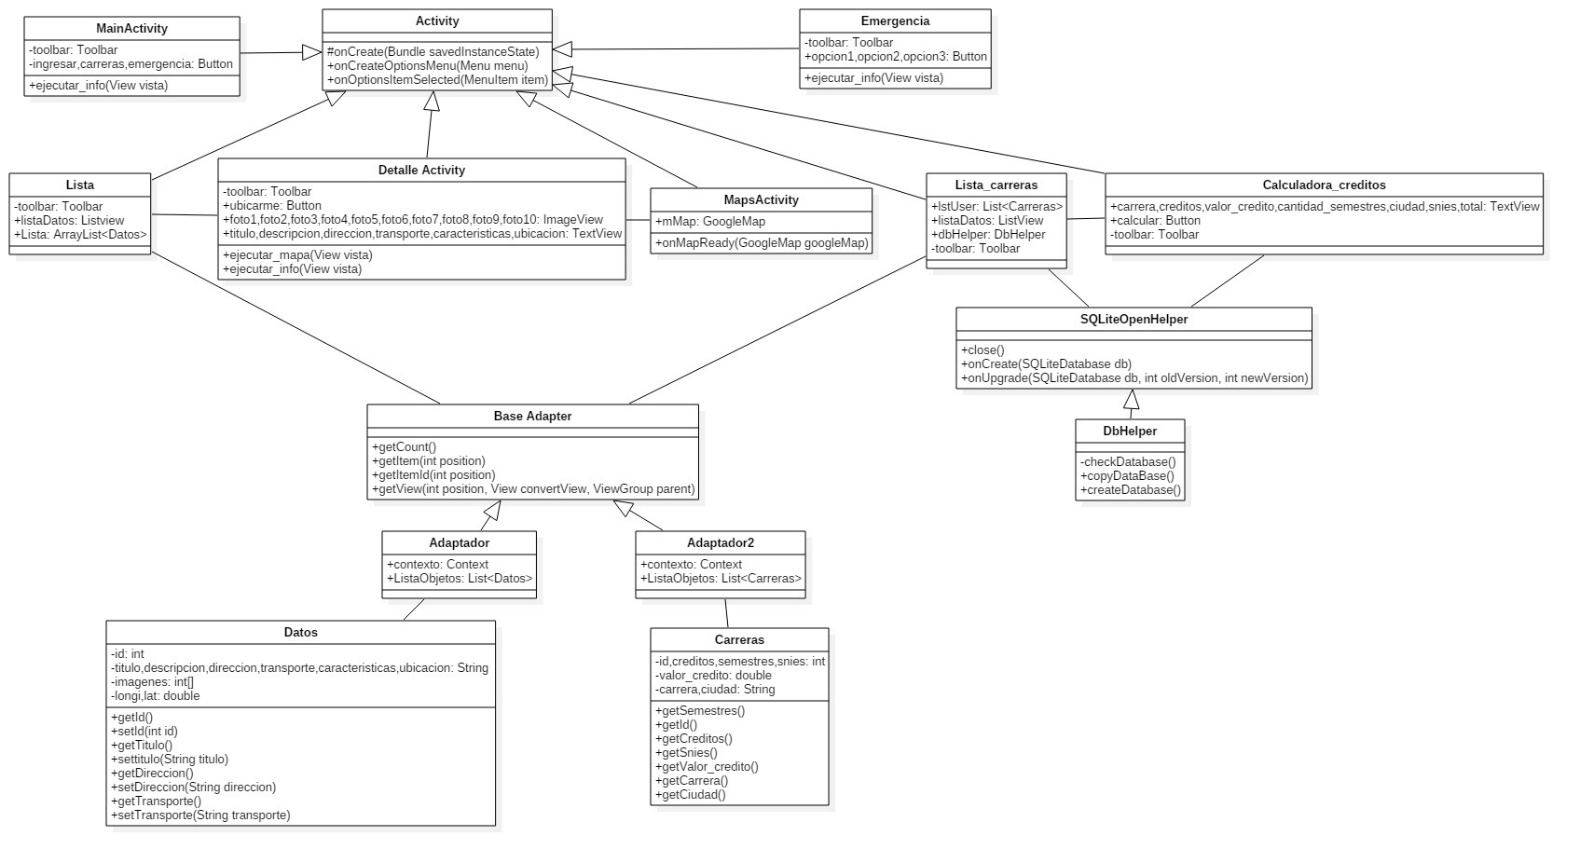 MainActivity
-toolbar: Toolbar
-ingresar,carreras,emergencia: Button
+ejecutar_info(View vista)
Activity
#onCreate(Bundle savedInstanceState)
+onCreateOptionsMenu(Menu menu)
+onOptionsItemSelected(MenuItem item)
Emergencia
-toolbar: Toolbar
+opcion1,opcion2,opcion3: Button
+ejecutar_info(View vista)
Lista
-toolbar: Toolbar
+listaDatos: Listview
+Lista: ArrayList<Datos>
Detalle Activity
-toolbar: Toolbar
+ubicarme: Button
+foto1,foto2,foto3,foto4,foto5,foto6,foto7,foto8,foto9,foto10: ImageView
+titulo,descripcion,direccion,transporte,caracteristicas,ubicacion: TextView
+ejecutar_mapa(View vista)
+ejecutar_info(View vista)
MapsActivity
+mMap: GoogleMap
+onMapReady(GoogleMap googleMap)
Lista_carreras
+lstUser: List<Carreras>
+listaDatos: ListView
+dbHelper: DbHelper
-toolbar: Toolbar
Calculadora_creditos
+carrera,creditos,valor_credito,cantidad_semestres,ciudad,snies,total: TextView
+calcular: Button
-toolbar: Toolbar
SQLiteOpenHelper
+close()
+onCreate(SQLiteDatabase db)
+onUpgrade(SQLiteDatabase db, int oldVersion, int newVersion)
DbHelper
-checkDatabase()
+copyDataBase()
+createDatabase()
Base Adapter
+getCount()
+getItem(int position)
+getItemId(int position)
+getView(int position, View convertView, ViewGroup parent)
Adaptador
+contexto: Context
+ListaObjetos: List<Datos>
Adaptador2
+contexto: Context
+ListaObjetos: List<Carreras>
Datos
-id: int
-titulo,descripcion,direccion,transporte,caracteristicas,ubicacion: String
-imagenes: int[]
-longi,lat: double
+getId()
+setId(int id)
+getTitulo()
+settitulo(String titulo)
+getDireccion()
+setDireccion(String direccion)
+getTransporte()
+setTransporte(String transporte)
Carreras
-id,creditos,semestres,snies: int
-valor_credito: double
-carrera,ciudad: String
+getSemestres()
+getId()
+getCreditos()
+getSnies()
+getValor_credito()
+getCarrera()
+getCiudad()